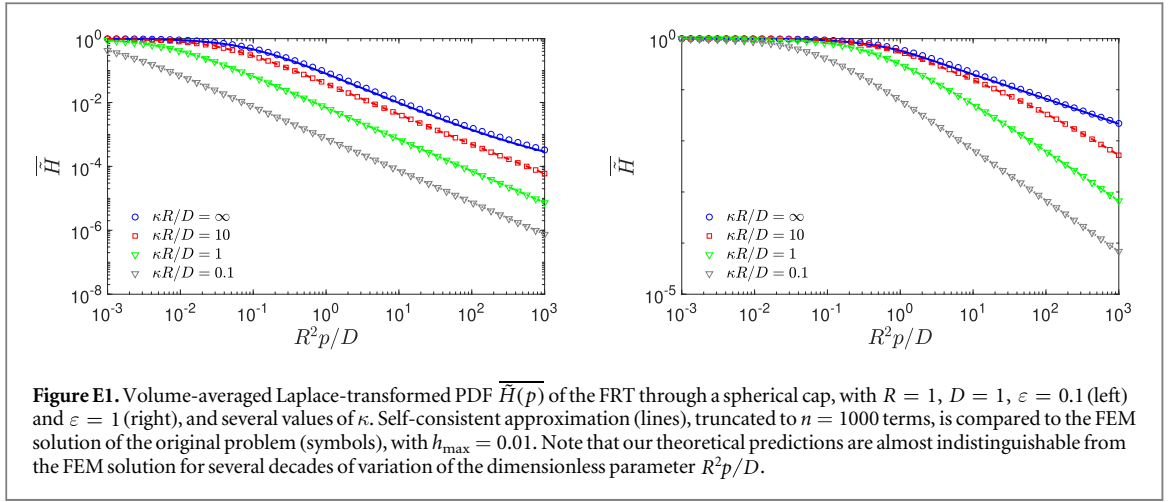 10^0
10^-2
10^-4
10^-6
10^-8
\overline{\tilde{H}}
κR/D = ∞
κR/D = 10
κR/D = 1
κR/D = 0.1
10^-3 10^-2 10^-1 10^0 10^1 10^2 10^3
R^2p/D
10^0
10^-5
\overline{\tilde{H}}
κR/D = ∞
κR/D = 10
κR/D = 1
κR/D = 0.1
10^-3 10^-2 10^-1 10^0 10^1 10^2 10^3
R^2p/D
Figure E1. Volume-averaged Laplace-transformed PDF \overline{\tilde{H}(p)} of the FRT through a spherical cap, with R = 1, D = 1, ε = 0.1 (left)
and ε = 1 (right), and several values of κ. Self-consistent approximation (lines), truncated to n = 1000 terms, is compared to the FEM
solution of the original problem (symbols), with h_max = 0.01. Note that our theoretical predictions are almost indistinguishable from
the FEM solution for several decades of variation of the dimensionless parameter R^2p/D.